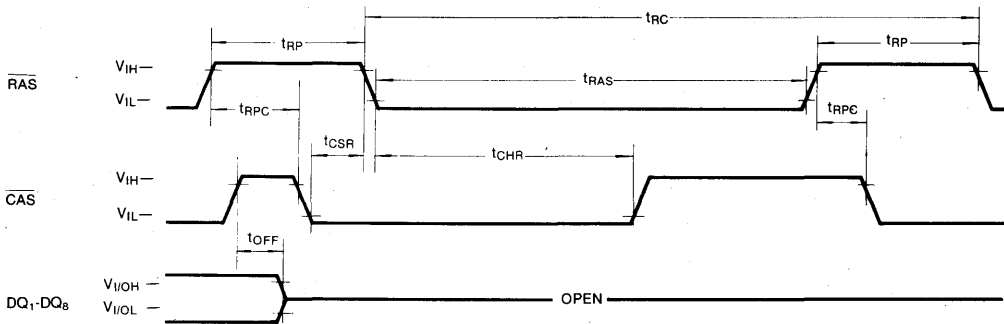 tRC
tRP
tRP
RAS
VIH—
VIL—
tRAS
tRPC
tRPC
tCSR
tCHR
CAS
VIH—
VIL—
tOFF
DQ1-DQ8
VI/OH —
VI/OL —
OPEN